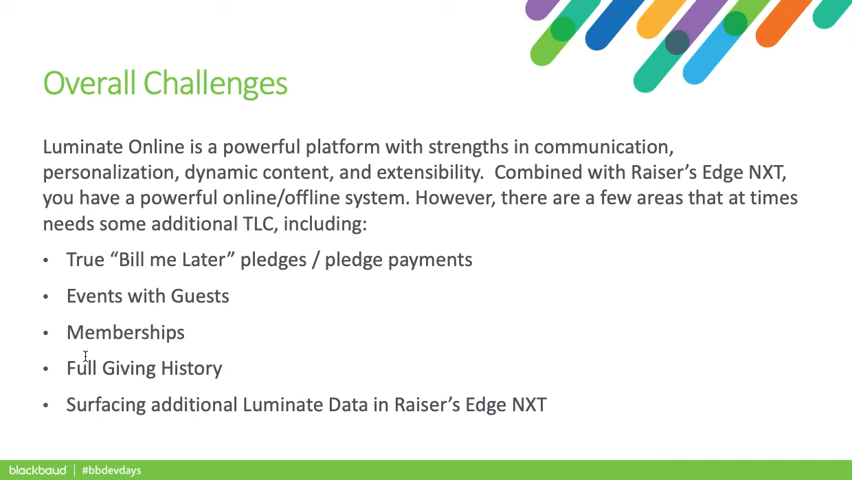 Overall Challenges
Luminate Online is a powerful platform with strengths in communication,
personalization, dynamic content, and extensibility.  Combined with Raiser’s Edge NXT,
you have a powerful online/offline system. However, there are a few areas that at times
needs some additional TLC, including:
• True “Bill me Later” pledges / pledge payments
• Events with Guests
• Memberships
• Full Giving History
• Surfacing additional Luminate Data in Raiser’s Edge NXT
blackbaud | #bbdevdays